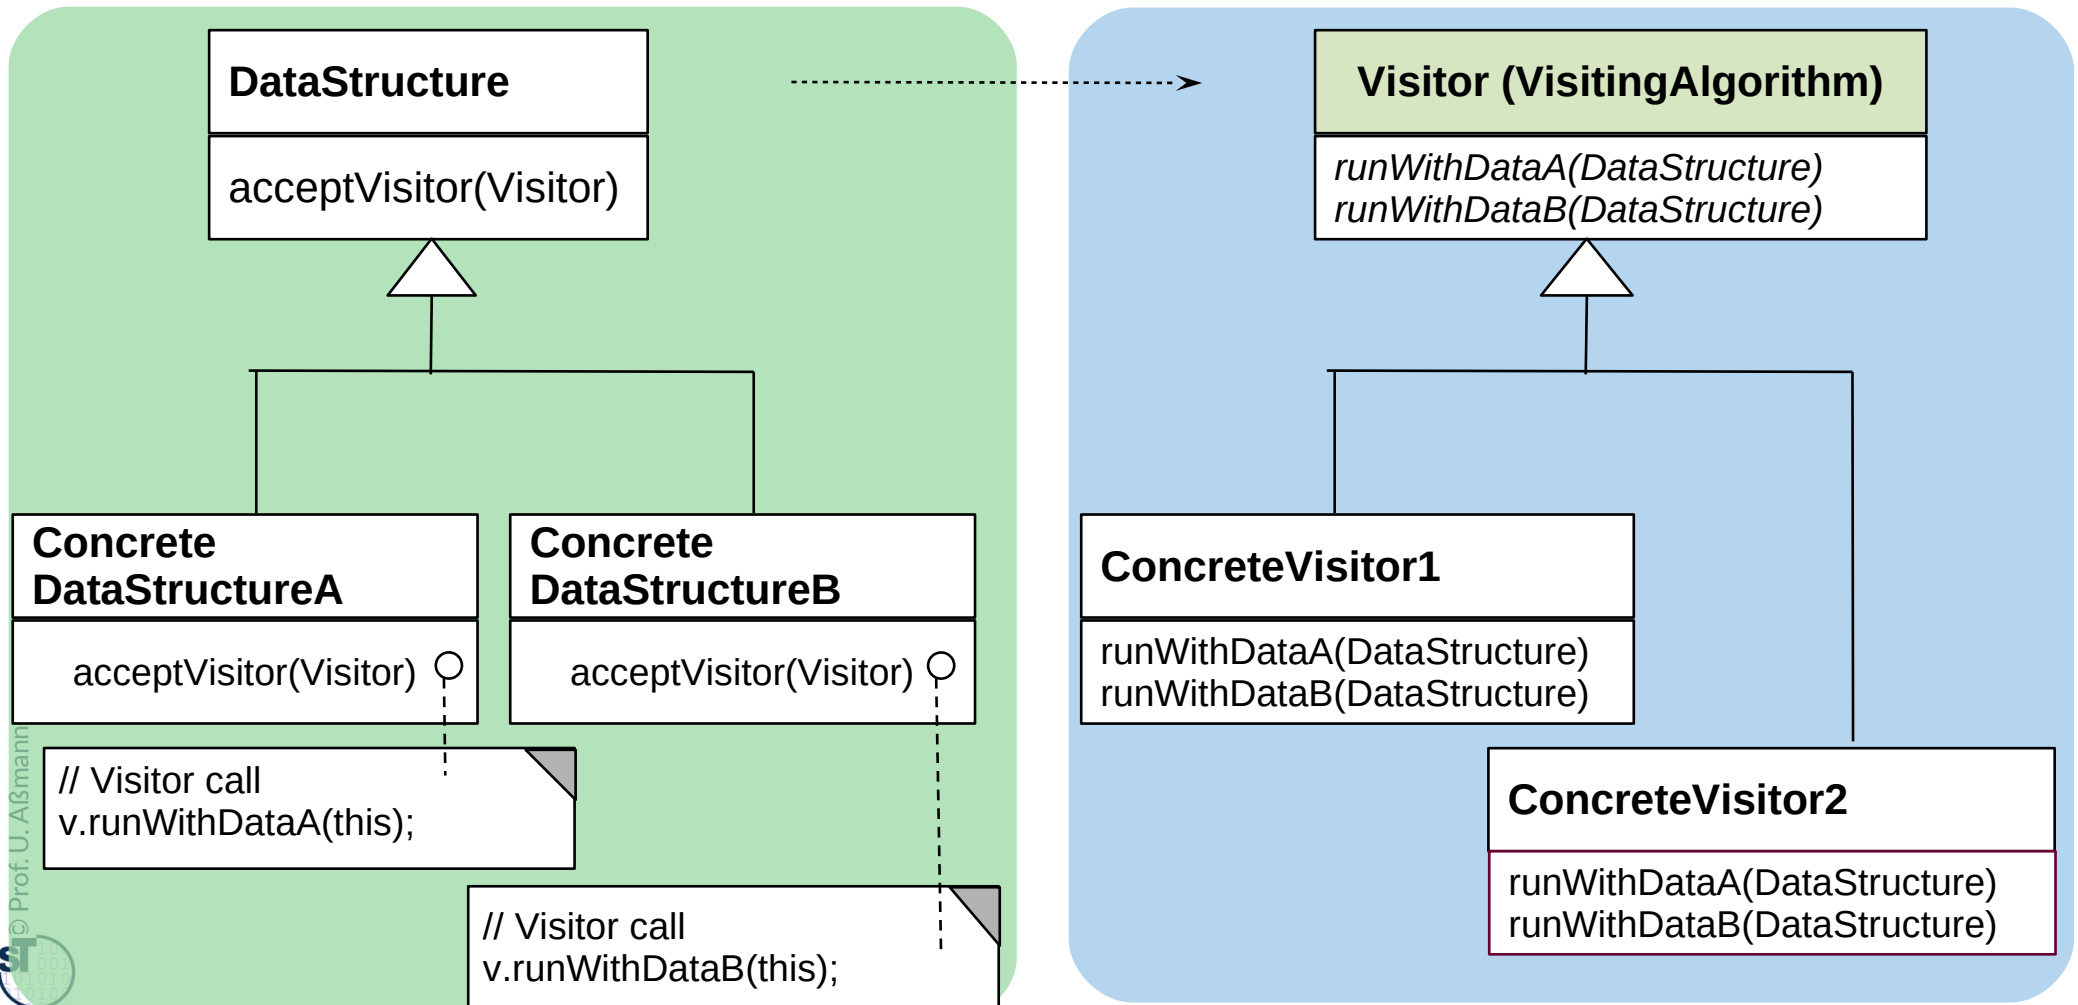 DataStructure
acceptVisitor(Visitor)
Visitor (VisitingAlgorithm)
runWithDataA(DataStructure)
runWithDataB(DataStructure)
Concrete
DataStructureA
acceptVisitor(Visitor)
Concrete
DataStructureB
acceptVisitor(Visitor)
ConcreteVisitor1
runWithDataA(DataStructure)
runWithDataB(DataStructure)
// Visitor call
v.runWithDataA(this);
// Visitor call
v.runWithDataB(this);
ConcreteVisitor2
runWithDataA(DataStructure)
runWithDataB(DataStructure)
© Prof. U. Aßmann
ST